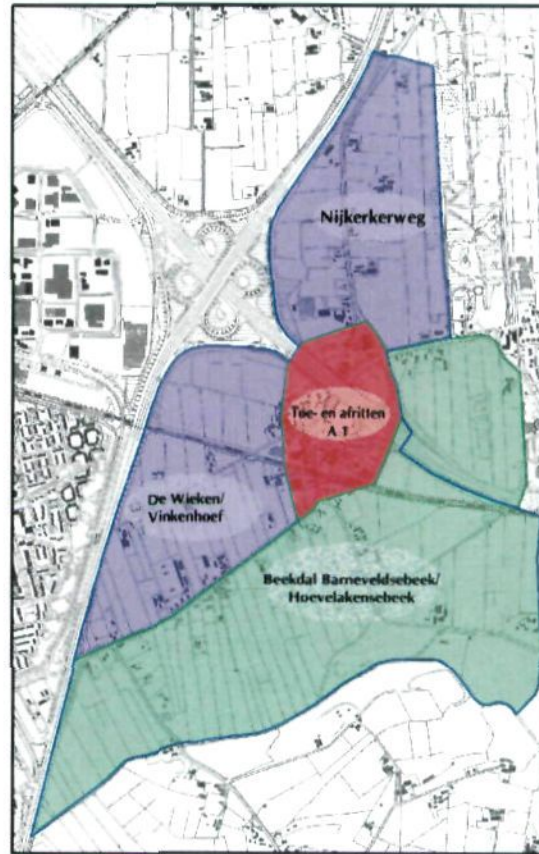 Nijkerkerweg
Toe- en afritten
A 1
De Wieken/
Vinkenhoef
Beekdal Barneveldsebeek/
Hoevelakensebeek